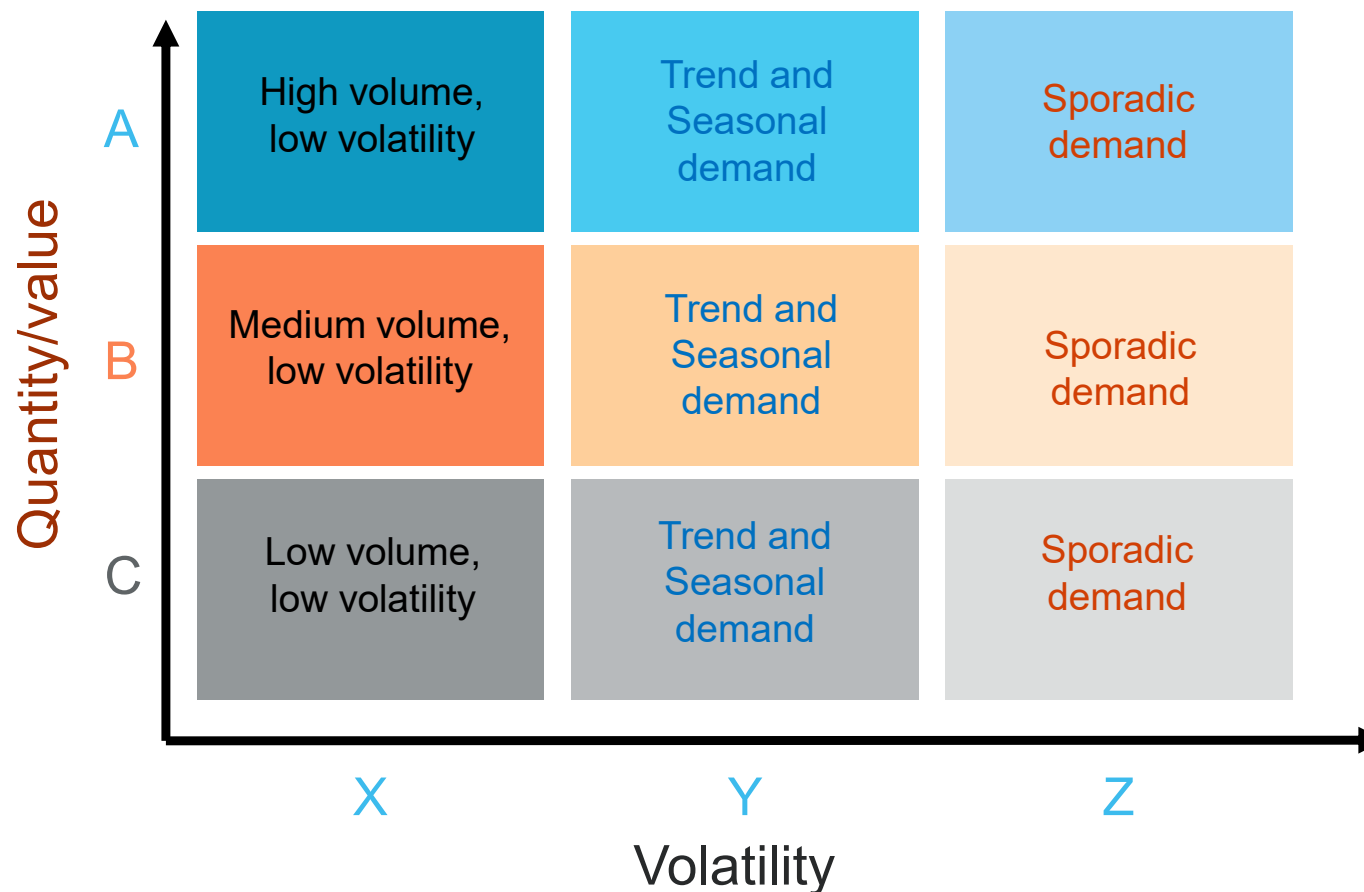 Quantity/value
A
High volume,
low volatility
Trend and
Seasonal
demand
Sporadic
demand
B
Medium volume,
low volatility
Trend and
Seasonal
demand
Sporadic
demand
C
Low volume,
low volatility
Trend and
Seasonal
demand
Sporadic
demand
X
Y
Z
Volatility